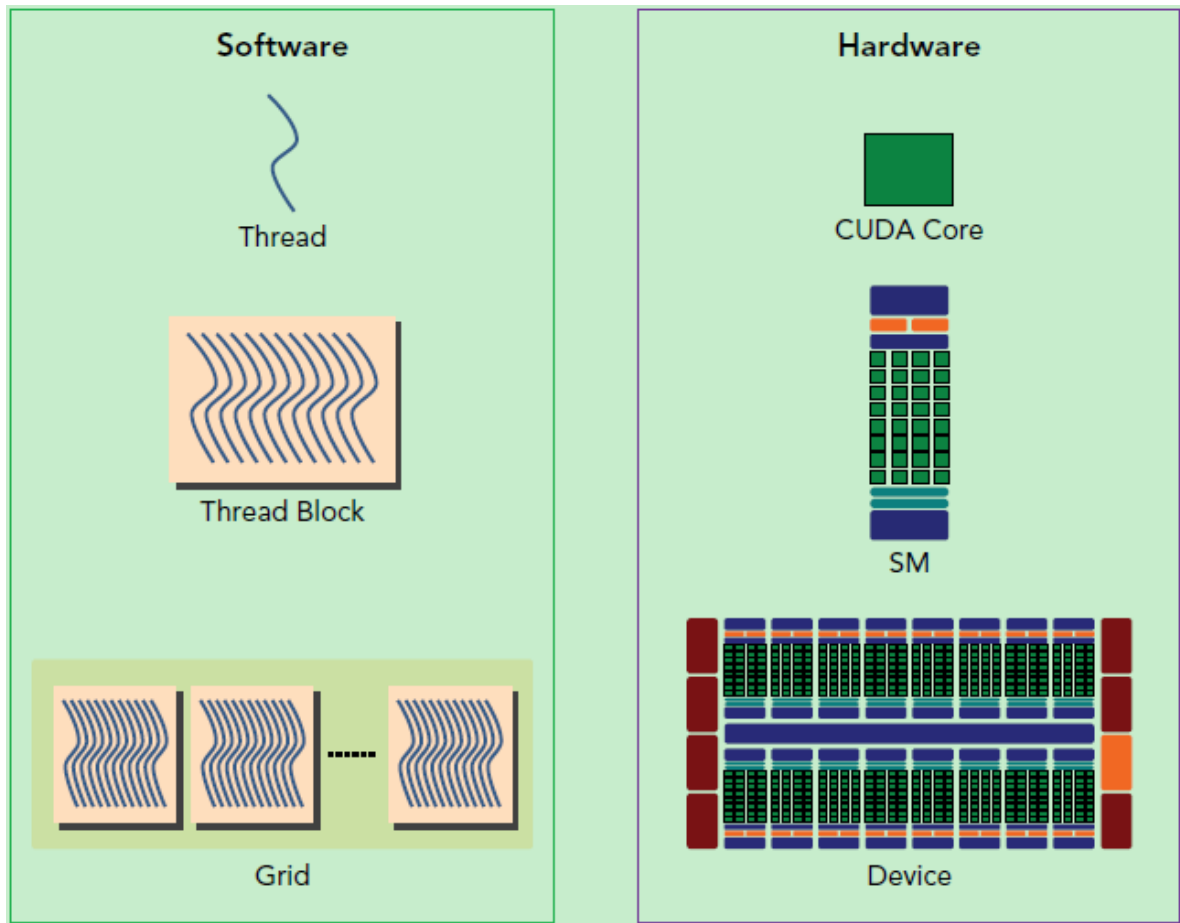 Software
Thread
Thread Block
Grid
Hardware
CUDA Core
SM
Device